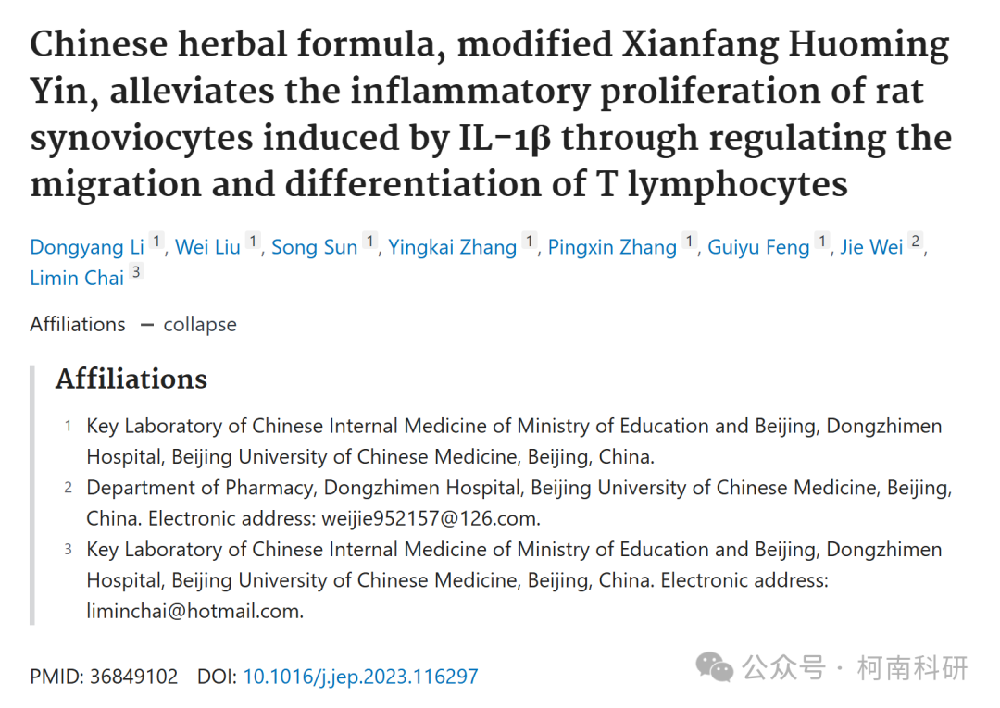 Chinese herbal formula, modified Xianfang Huoming
Yin, alleviates the inflammatory proliferation of rat
synoviocytes induced by IL-1β through regulating the
migration and differentiation of T lymphocytes
Dongyang Li 1, Wei Liu 1, Song Sun 1, Yingkai Zhang 1, Pingxin Zhang 1, Guiyu Feng 1, Jie Wei 2,
Limin Chai 3
Affiliations — collapse
Affiliations
1 Key Laboratory of Chinese Internal Medicine of Ministry of Education and Beijing, Dongzhimen
Hospital, Beijing University of Chinese Medicine, Beijing, China.
2 Department of Pharmacy, Dongzhimen Hospital, Beijing University of Chinese Medicine, Beijing,
China. Electronic address: weijie952157@126.com.
3 Key Laboratory of Chinese Internal Medicine of Ministry of Education and Beijing, Dongzhimen
Hospital, Beijing University of Chinese Medicine, Beijing, China. Electronic address:
liminchai@hotmail.com.
PMID: 36849102 DOI: 10.1016/j.jep.2023.116297
公众号 · 柯南科研